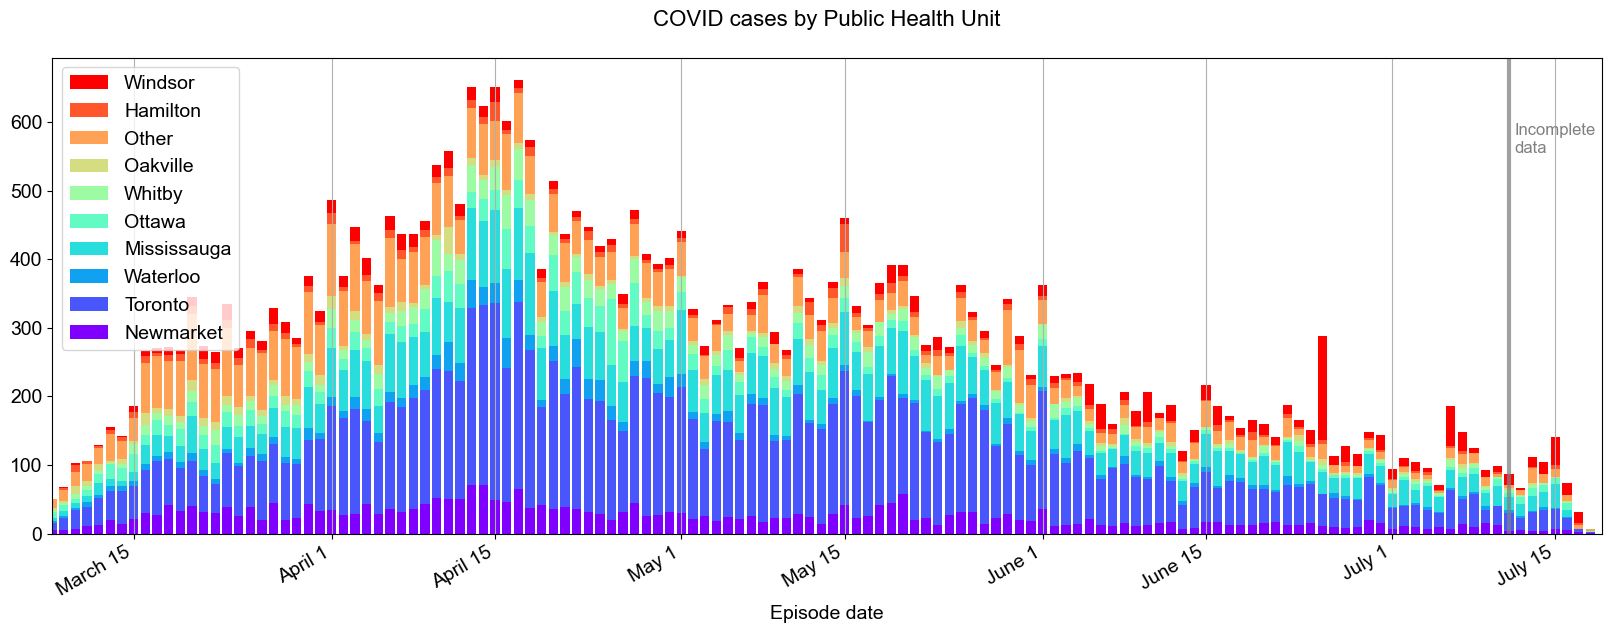 COVID cases by Public Health Unit
Windsor
Hamilton
Other
Oakville
Whitby
Ottawa
Mississauga
Waterloo
Toronto
Newmarket
Incomplete
data
600
500
400
300
200
100
0
March 15
April 1
April 15
May 1
May 15
June 1
June 15
July 1
July 15
Episode date